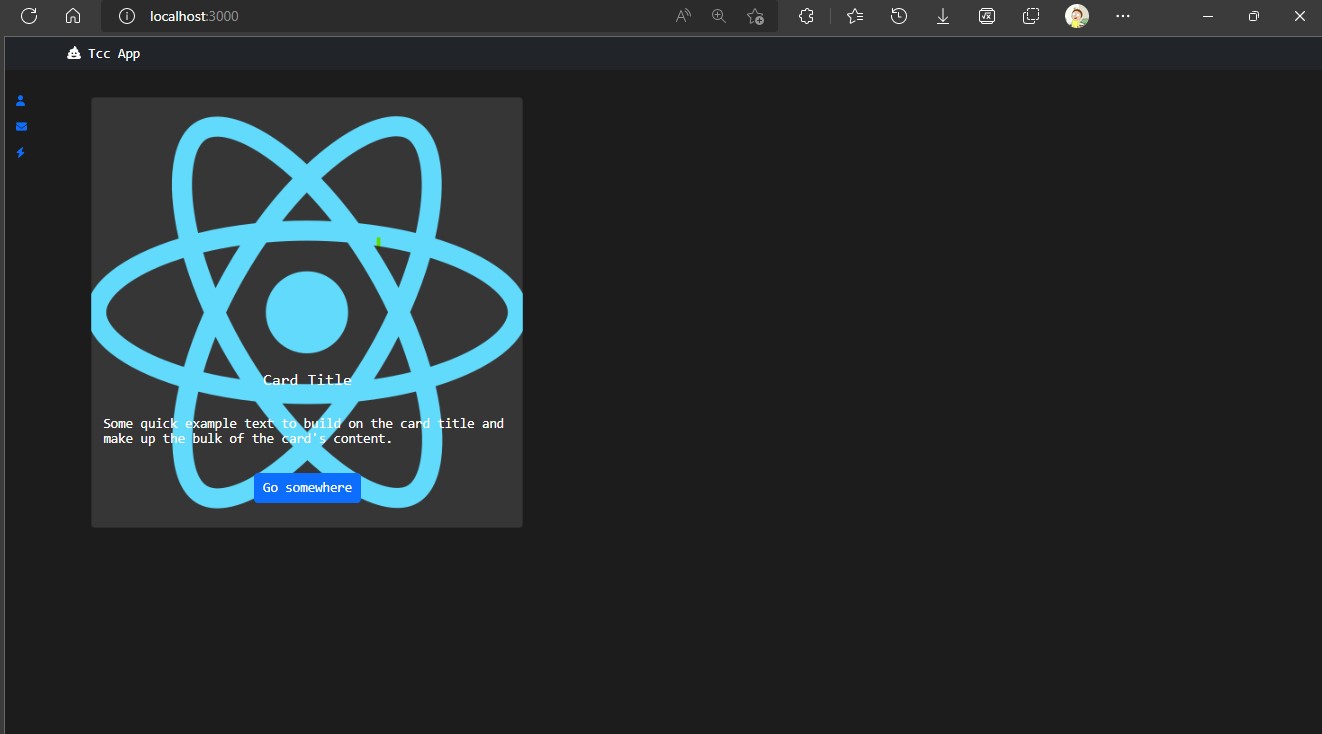 localhost:3000
Tcc App
Card Title
Some quick example text to build on the card title and
make up the bulk of the card's content.
Go somewhere